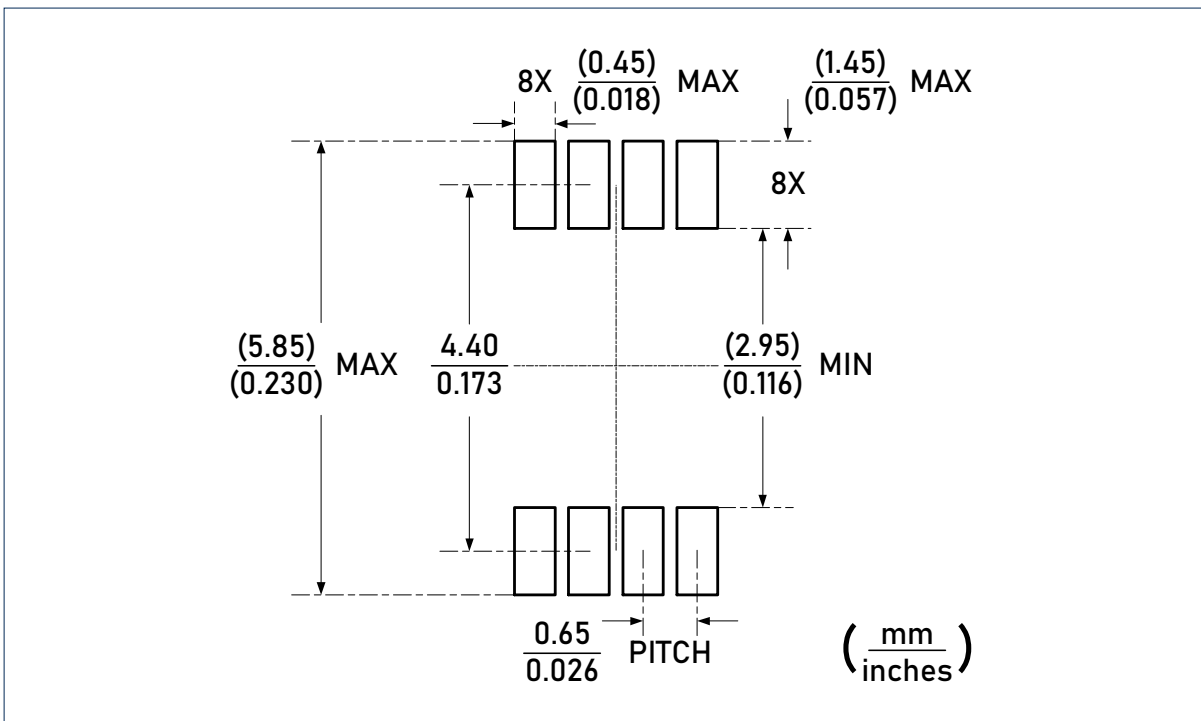 8X (0.45) MAX
(0.018)
(1.45) MAX
(0.057)
8X
(5.85) MAX
(0.230)
4.40
0.173
(2.95) MIN
(0.116)
0.65 PITCH
0.026
(mm
inches)